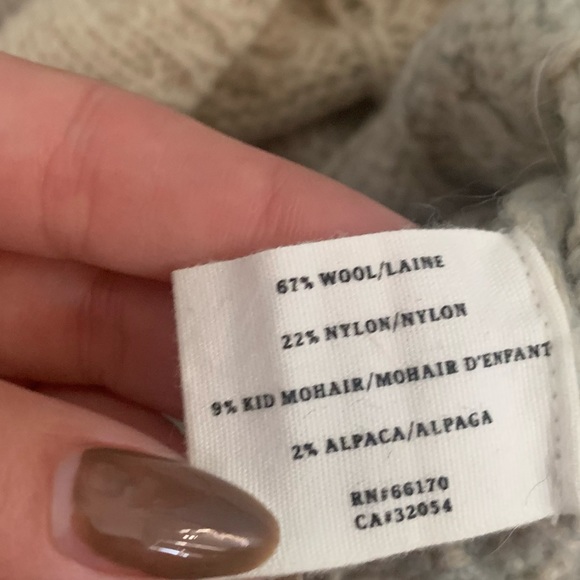 67% WOOL/LAINE
22% NYLON/NYLON
9% KID MOHAIR/MOHAIR D'ENFANT
2% ALPACA/ALPAGA
RN#66170
CA#32054